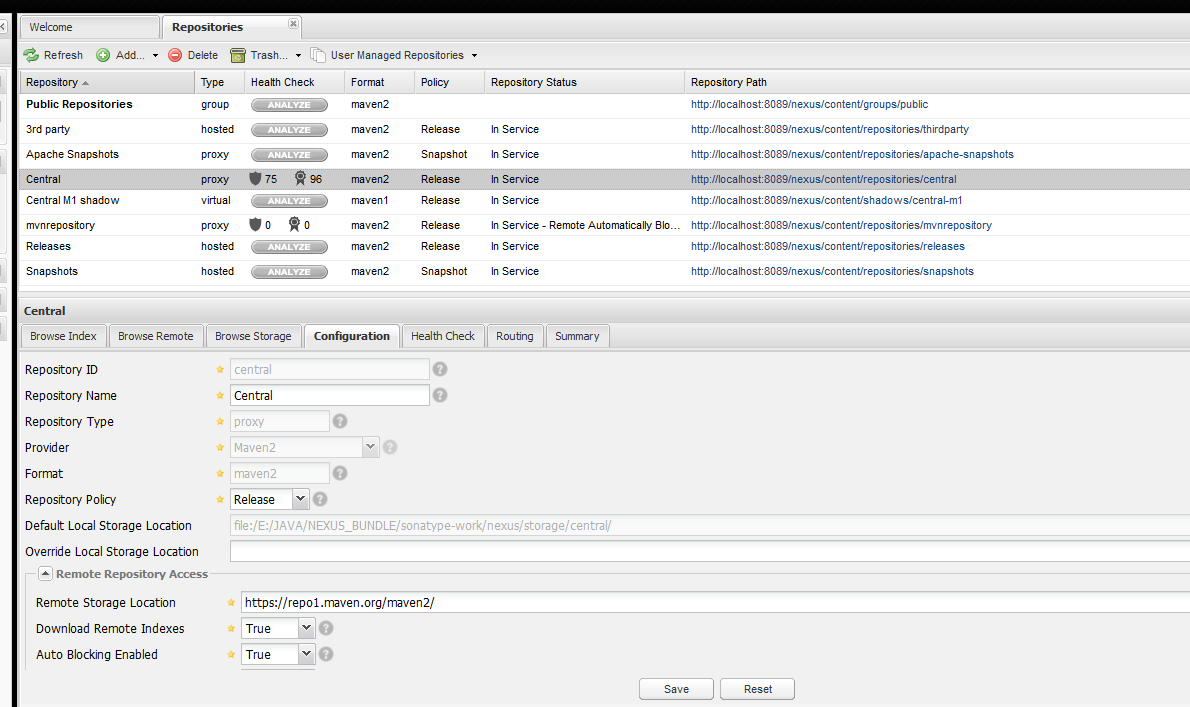 Welcome Repositories
Refresh Add... Delete Trash... User Managed Repositories
Repository Type Health Check Format Policy Repository Status Repository Path
Public Repositories group ANALYZE maven2 http://localhost:8089/nexus/content/groups/public
3rd party hosted ANALYZE maven2 Release In Service http://localhost:8089/nexus/content/repositories/thirdparty
Apache Snapshots proxy ANALYZE maven2 Snapshot In Service http://localhost:8089/nexus/content/repositories/apache-snapshots
Central proxy 75 96 maven2 Release In Service http://localhost:8089/nexus/content/repositories/central
Central M1 shadow virtual ANALYZE maven1 Release In Service http://localhost:8089/nexus/content/shadows/central-m1
mvnrepository proxy 0 0 maven2 Release In Service - Remote Automatically Blo... http://localhost:8089/nexus/content/repositories/mvnrepository
Releases hosted ANALYZE maven2 Release In Service http://localhost:8089/nexus/content/repositories/releases
Snapshots hosted ANALYZE maven2 Snapshot In Service http://localhost:8089/nexus/content/repositories/snapshots
Central
Browse Index Browse Remote Browse Storage Configuration Health Check Routing Summary
Repository ID central ?
Repository Name Central ?
Repository Type proxy ?
Provider Maven2 ?
Format maven2 ?
Repository Policy Release ?
Default Local Storage Location file:/E:/JAVA/NEXUS_BUNDLE/sonatype-work/nexus/storage/central/
Override Local Storage Location
Remote Repository Access
Remote Storage Location https://repo1.maven.org/maven2/
Download Remote Indexes True ?
Auto Blocking Enabled True ?
Save Reset